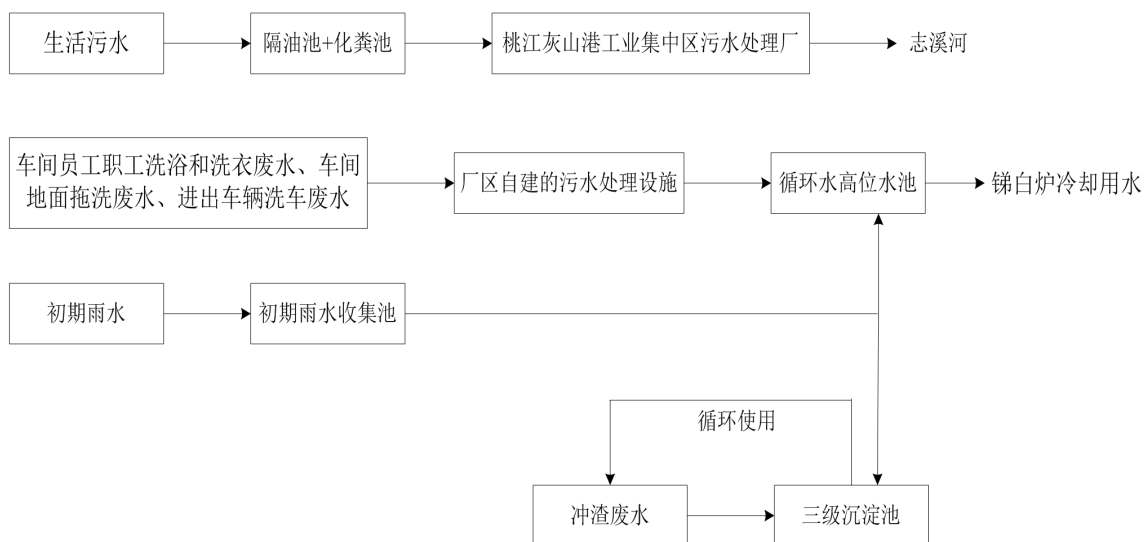 生活污水
隔油池+化粪池
桃江灰山港工业集中区污水处理厂
志溪河
车间员工职工洗浴和洗衣废水、车间
地面拖洗废水、进出车辆洗车废水
厂区自建的污水处理设施
循环水高位水池
锑白炉冷却用水
初期雨水
初期雨水收集池
循环使用
冲渣废水
三级沉淀池